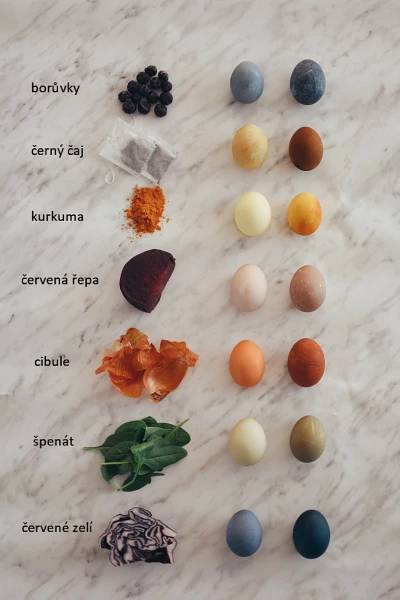 borůvky
černý čaj
kurkuma
červená řepa
cibule
špenát
červené zelí